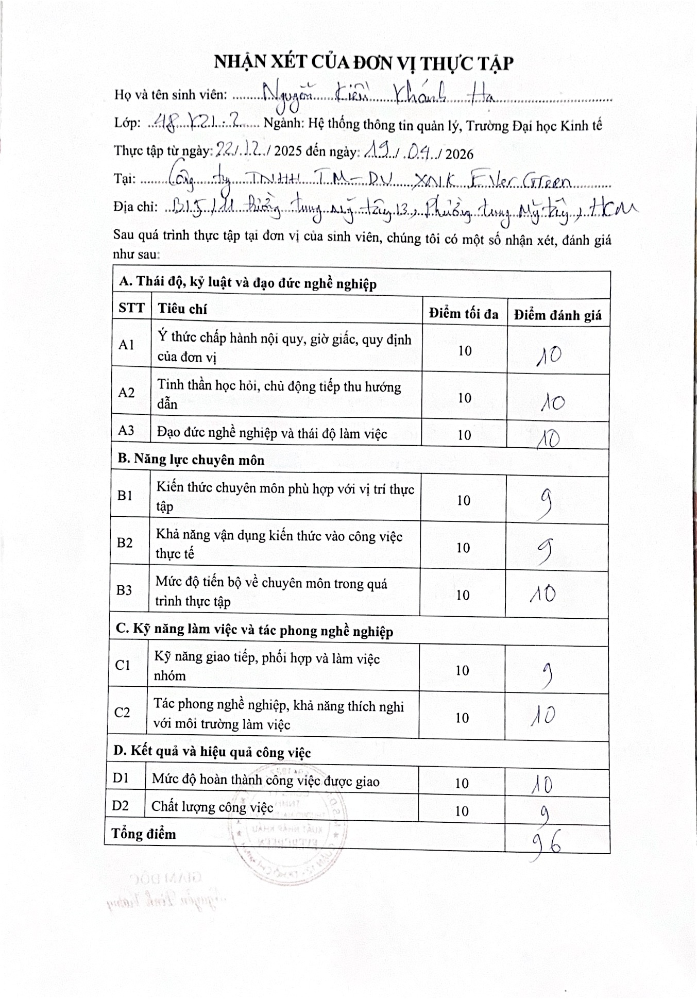 NHẬN XÉT CỦA ĐƠN VỊ THỰC TẬP
Họ và tên sinh viên: Nguyễn Kiều Khánh Hạ
Lớp: 48K21.2 Ngành: Hệ thống thông tin quản lý, Trường Đại học Kinh tế
Thực tập từ ngày: 22/12/2025 đến ngày: 19/04/2026
Tại: Công ty TNHH TM-DV XNK EverGreen
Địa chỉ: B15/11 Đường trung mỹ tây 13, Phường trung Mỹ tây, HCM
Sau quá trình thực tập tại đơn vị của sinh viên, chúng tôi có một số nhận xét, đánh giá
như sau:
A. Thái độ, kỷ luật và đạo đức nghề nghiệp
STT Tiêu chí Điểm tối đa Điểm đánh giá
A1 Ý thức chấp hành nội quy, giờ giấc, quy định
của đơn vị 10 10
A2 Tinh thần học hỏi, chủ động tiếp thu hướng
dẫn 10 10
A3 Đạo đức nghề nghiệp và thái độ làm việc 10 10
B. Năng lực chuyên môn
B1 Kiến thức chuyên môn phù hợp với vị trí thực
tập 10 9
B2 Khả năng vận dụng kiến thức vào công việc
thực tế 10 9
B3 Mức độ tiến bộ về chuyên môn trong quá
trình thực tập 10 10
C. Kỹ năng làm việc và tác phong nghề nghiệp
C1 Kỹ năng giao tiếp, phối hợp và làm việc
nhóm 10 9
C2 Tác phong nghề nghiệp, khả năng thích nghi
với môi trường làm việc 10 10
D. Kết quả và hiệu quả công việc
D1 Mức độ hoàn thành công việc được giao 10 10
D2 Chất lượng công việc 10 9
Tổng điểm 96
XUẤT NHẬP KHẨU
EVERGREEN
GIÁM ĐỐC